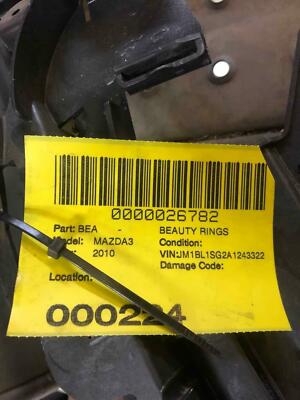 0000026782
Part: BEA - BEAUTY RINGS
Model: MAZDA3 Condition:
2010 VIN:JM1BL1SG2A1243322
Damage Code:
Location:
000224